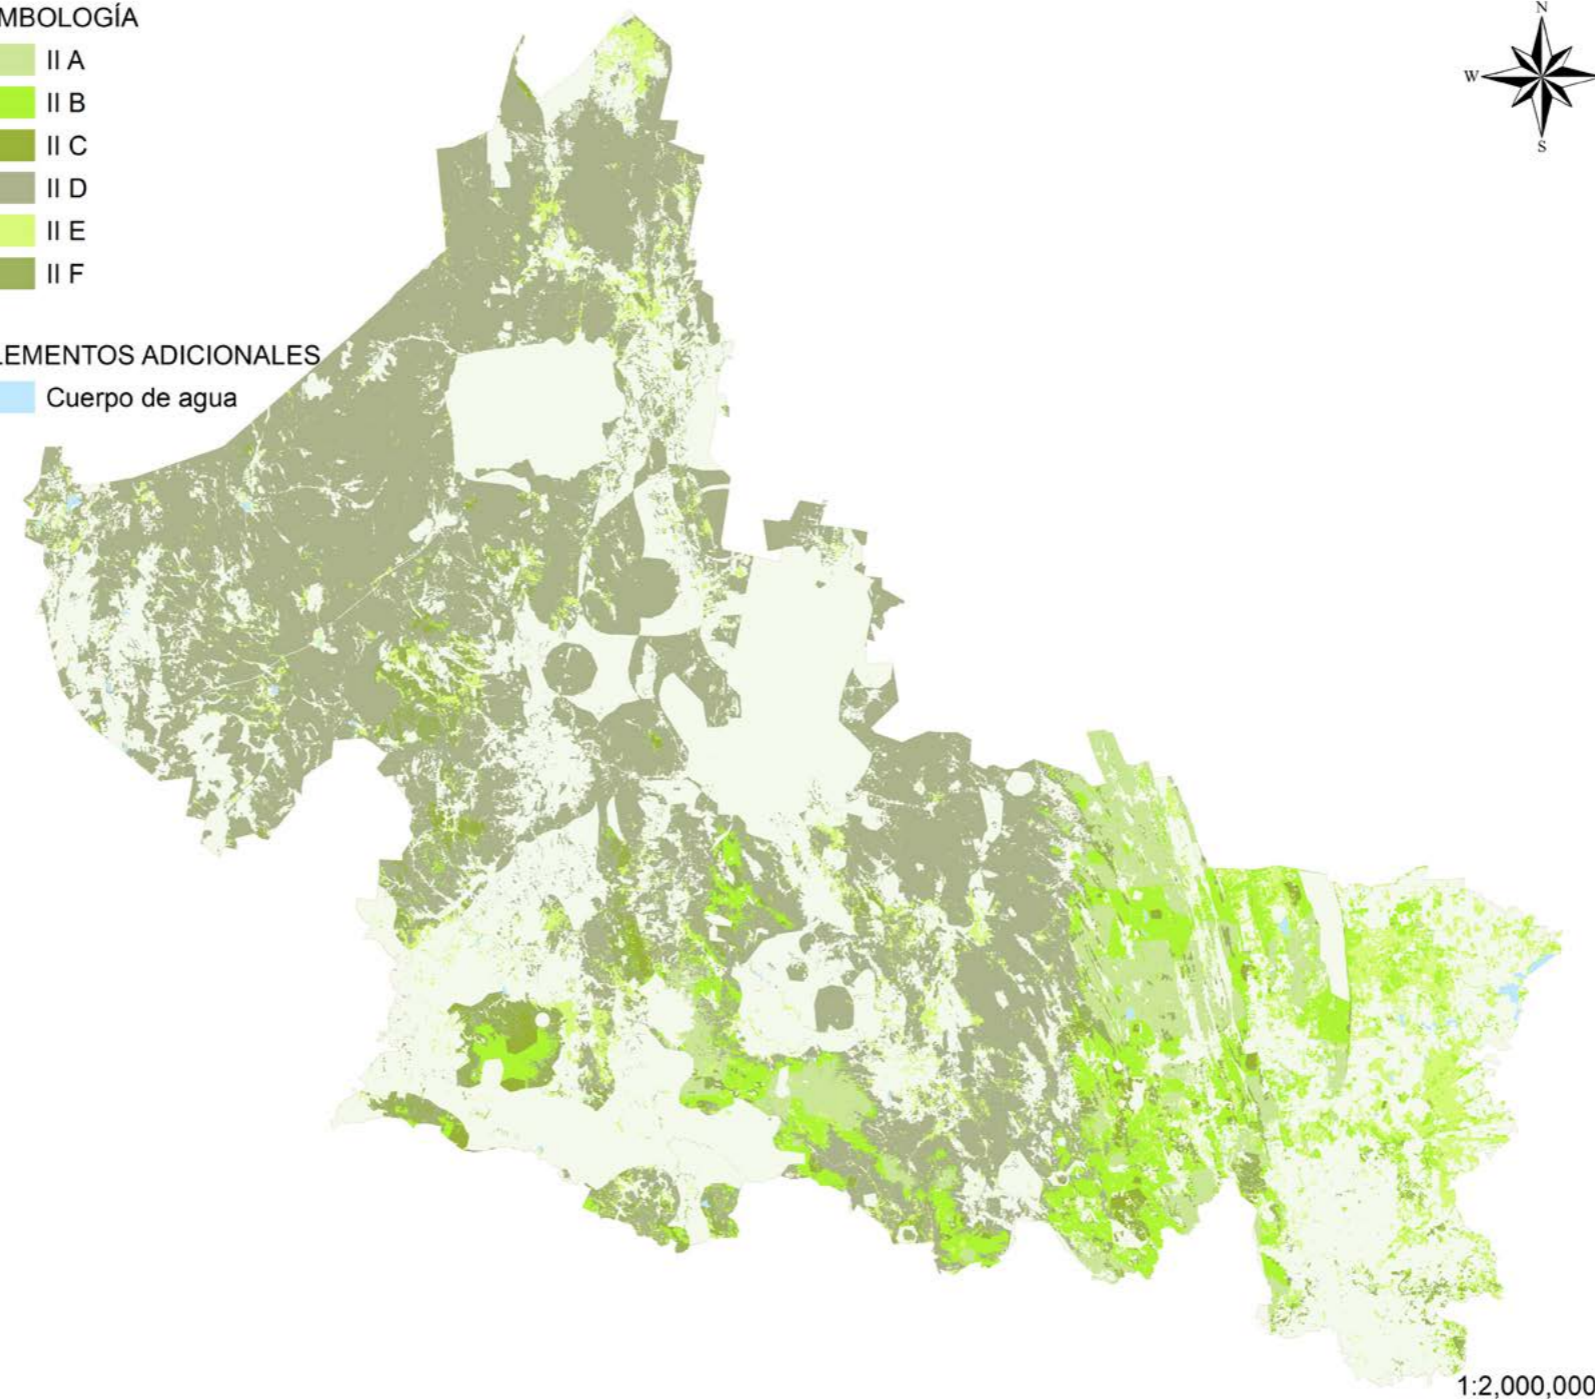 MBOLOGÍA
II A
II B
II C
II D
II E
II F
LEMENTOS ADICIONALES
Cuerpo de agua
N
W
S
1:2,000,000